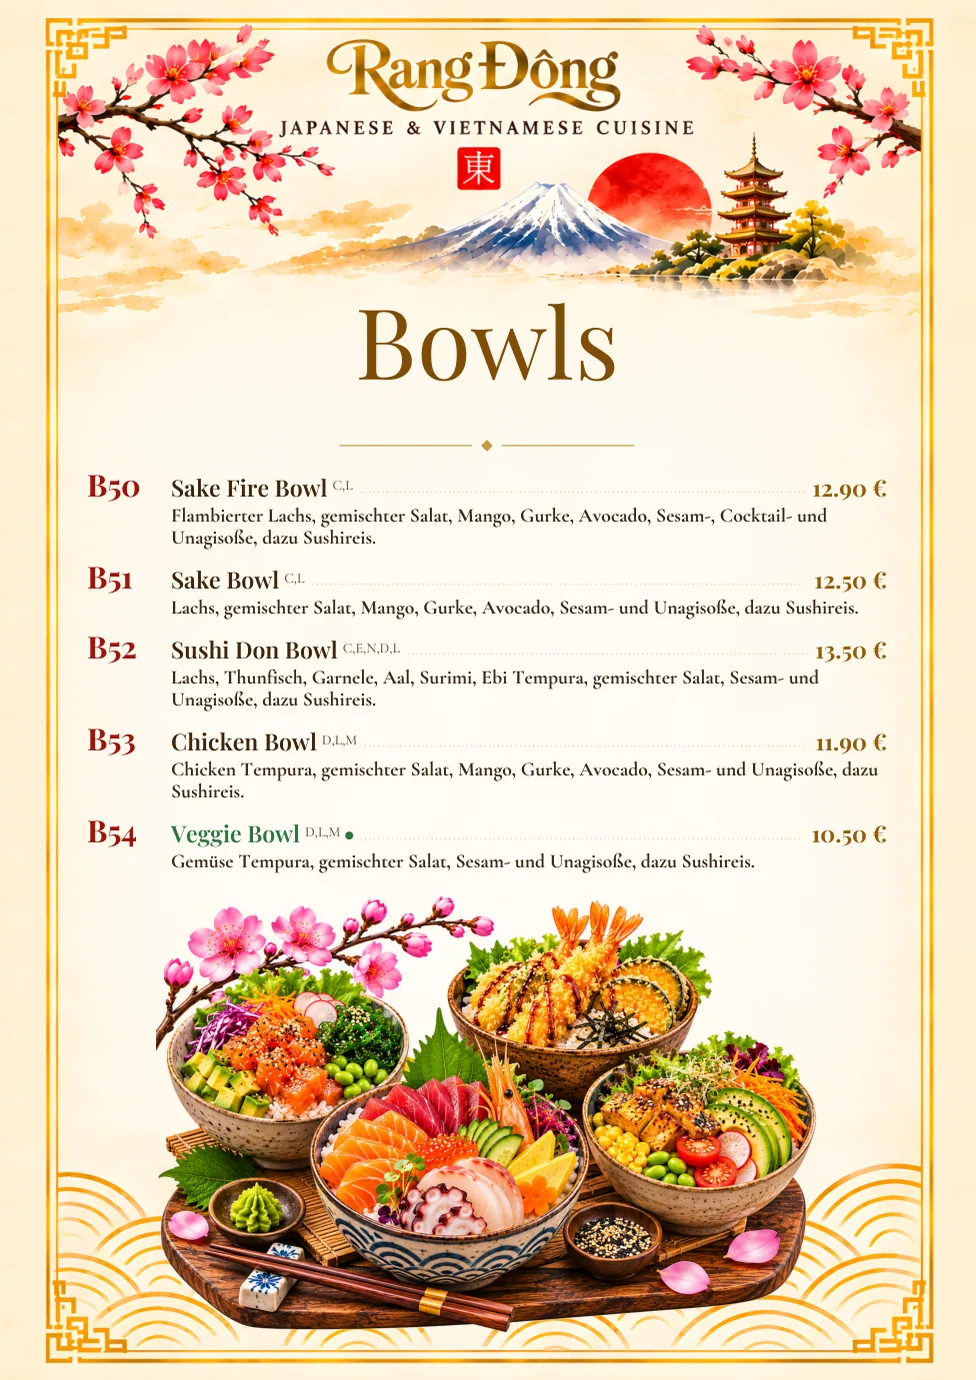 Rang Đông
JAPANESE & VIETNAMESE CUISINE
東
Bowls
B50 Sake Fire Bowl C,L 12.90 €
Flambierter Lachs, gemischter Salat, Mango, Gurke, Avocado, Sesam-, Cocktail- und
Unagisoße, dazu Sushireis.
B51 Sake Bowl C,L 12.50 €
Lachs, gemischter Salat, Mango, Gurke, Avocado, Sesam- und Unagisoße, dazu Sushireis.
B52 Sushi Don Bowl C,E,N,D,L 13.50 €
Lachs, Thunfisch, Garnele, Aal, Surimi, Ebi Tempura, gemischter Salat, Sesam- und
Unagisoße, dazu Sushireis.
B53 Chicken Bowl D,L,M 11.90 €
Chicken Tempura, gemischter Salat, Mango, Gurke, Avocado, Sesam- und Unagisoße, dazu
Sushireis.
B54 Veggie Bowl D,L,M ● 10.50 €
Gemüse Tempura, gemischter Salat, Sesam- und Unagisoße, dazu Sushireis.